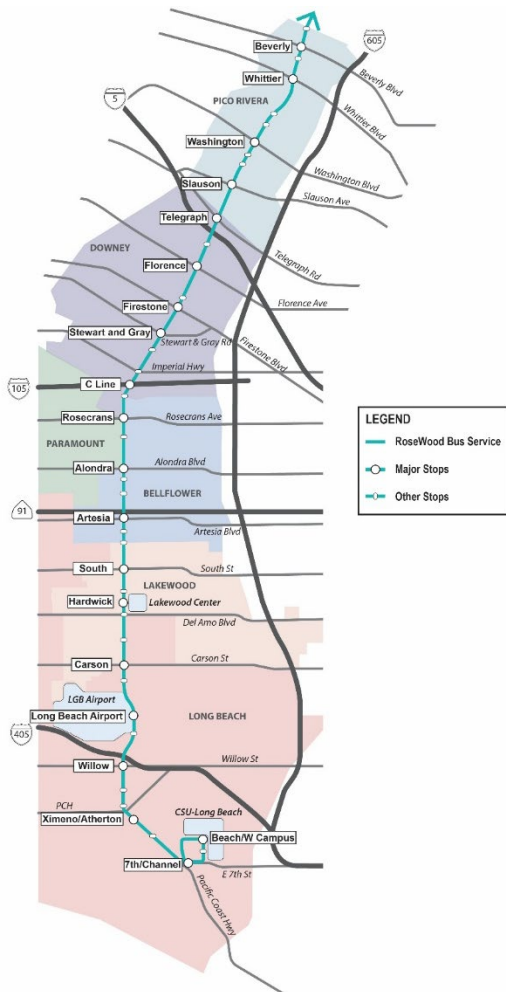 605
Beverly
Beverly Blvd
5
Whittier
Whittier Blvd
PICO RIVERA
Washington
Washington Blvd
Slauson
Slauson Ave
Telegraph
Telegraph Rd
DOWNEY
Florence
Florence Ave
Firestone
Firestone Blvd
Stewart and Gray
Stewart & Gray Rd
Imperial Hwy
105
C Line
Rosecrans
Rosecrans Ave
PARAMOUNT
Alondra
Alondra Blvd
BELLFLOWER
91
Artesia
Artesia Blvd
South
South St
LAKEWOOD
Hardwick
Lakewood Center
Del Amo Blvd
Carson
Carson St
LGB Airport
Long Beach Airport
LONG BEACH
405
Willow
Willow St
PCH
CSU-Long Beach
Ximeno/Atherton
Beach/W Campus
7th/Channel
E 7th St
Pacific Coast Hwy
LEGEND
RoseWood Bus Service
Major Stops
Other Stops